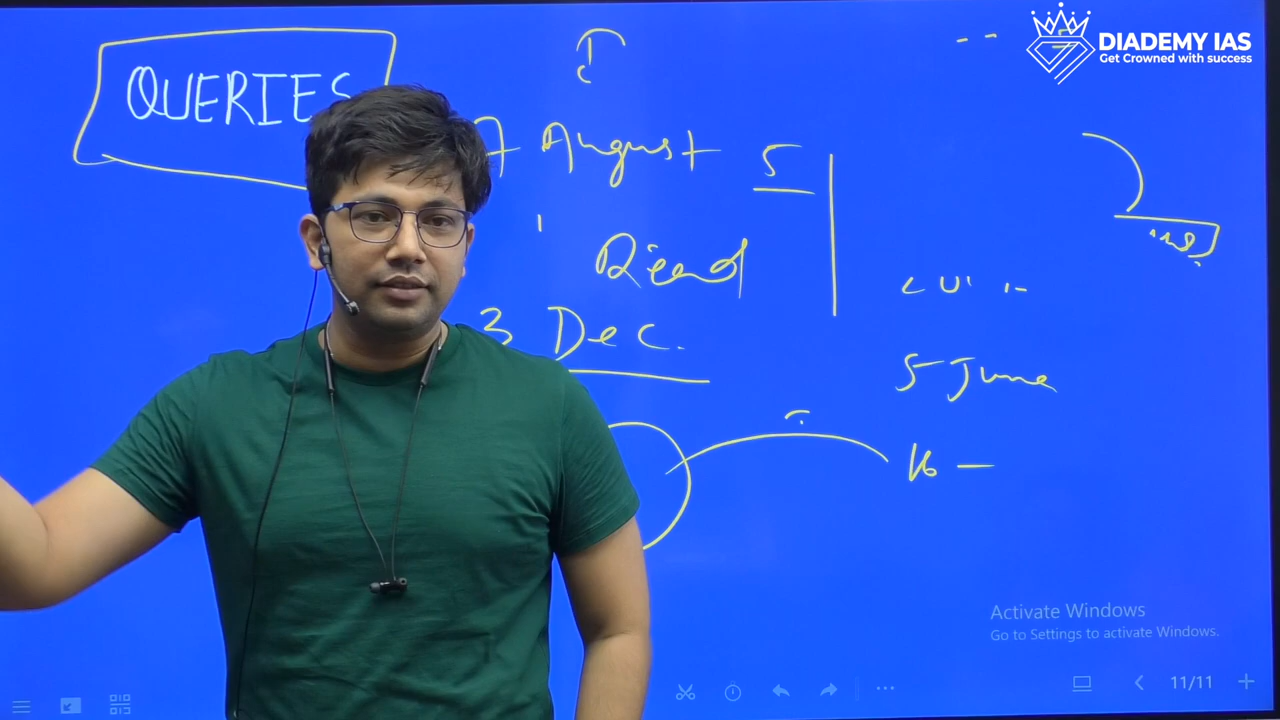 DIADEMY IAS
Get Crowned with success
QUERIES
7 August 5
Read
3 Dec.
5 June
16 -
Activate Windows
Go to Settings to activate Windows.
11/11